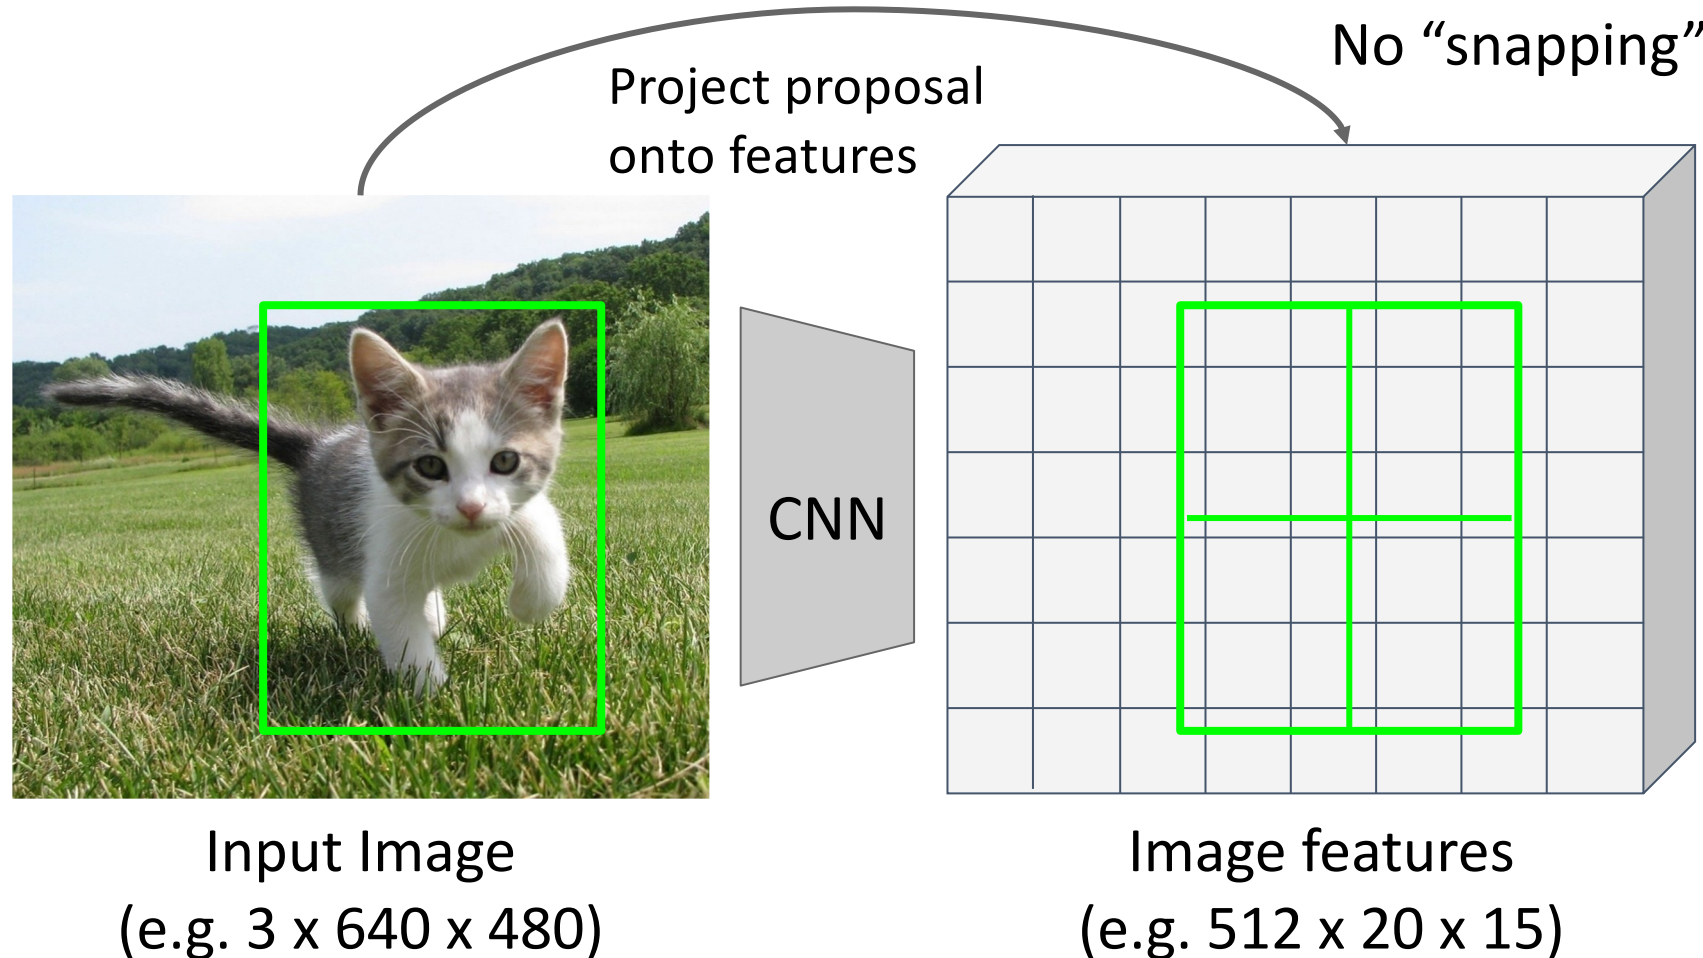 No “snapping”
Project proposal
onto features
CNN
Input Image
(e.g. 3 x 640 x 480)
Image features
(e.g. 512 x 20 x 15)